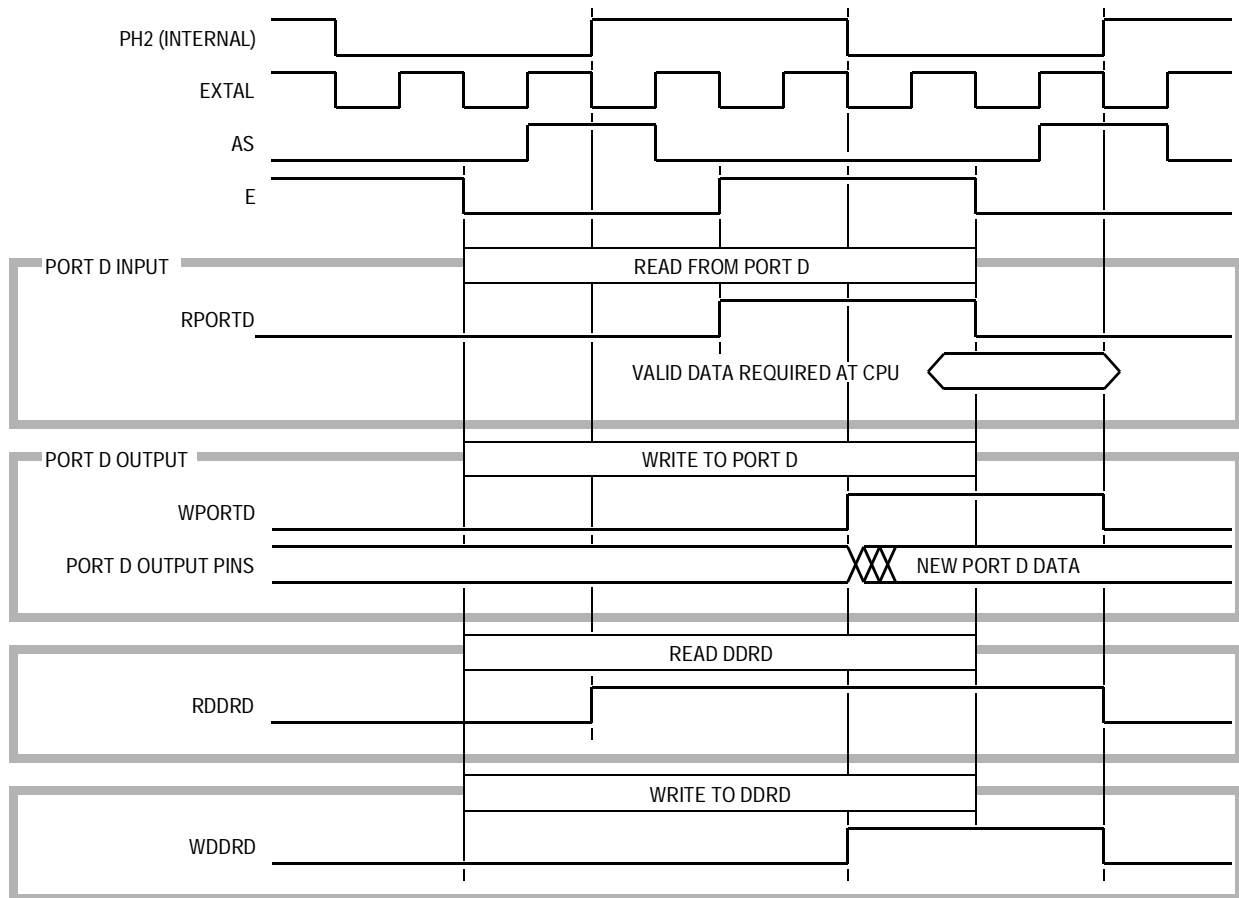 PH2 (INTERNAL)
EXTAL
AS
E
PORT D INPUT
READ FROM PORT D
RPORTD
VALID DATA REQUIRED AT CPU
PORT D OUTPUT
WRITE TO PORT D
WPORTD
PORT D OUTPUT PINS
NEW PORT D DATA
READ DDRD
RDDRD
WRITE TO DDRD
WDDRD